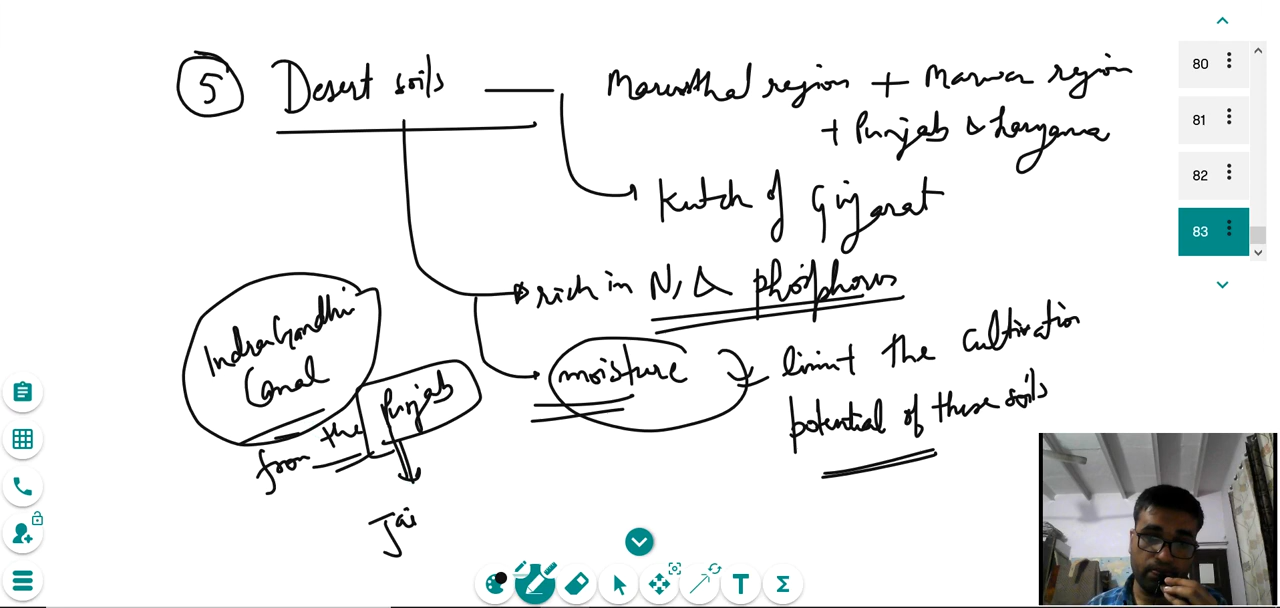 5 Desert soils
Marusthal region + Marwar region
+ Punjab & haryana
Kutch of Gujarat
rich in N, & phosphorus
moisture
limit the cultivation
potential of these soils
Indira Gandhi
Canal
from the Punjab
Jai
80
81
82
83
T
Σ